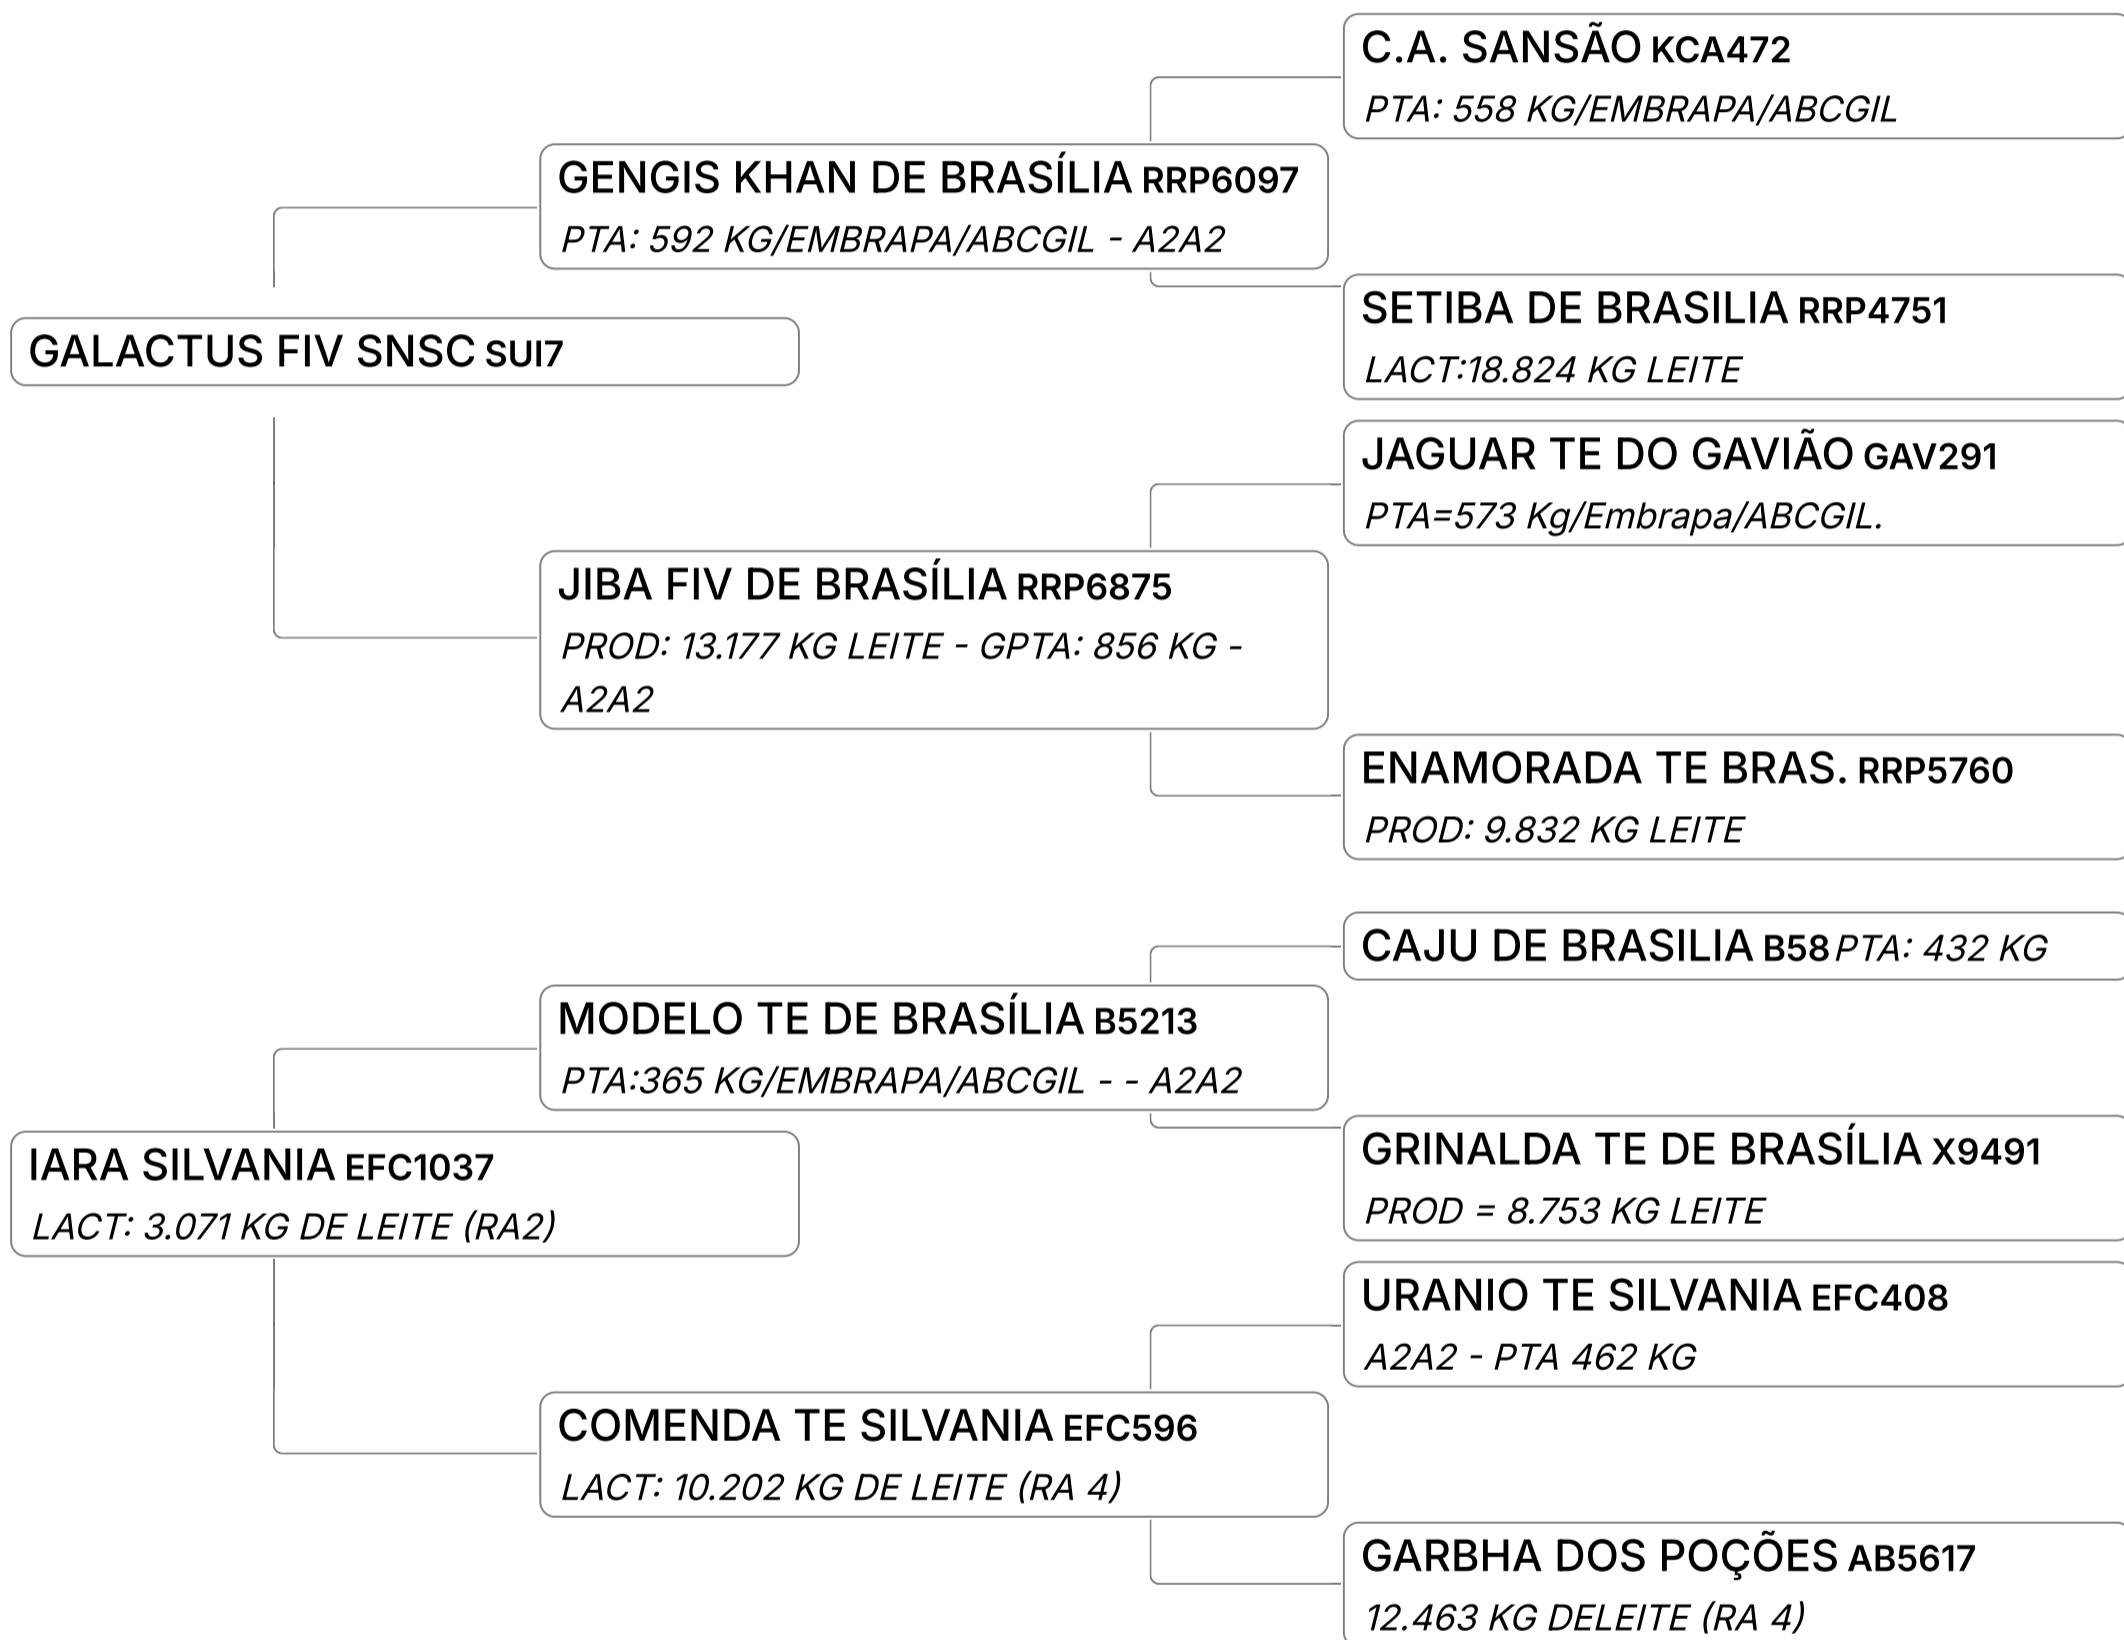 C.A. SANSÃO KCA472
PTA: 558 KG/EMBRAPA/ABCGIL
GENGIS KHAN DE BRASÍLIA RRP6097
PTA: 592 KG/EMBRAPA/ABCGIL - A2A2
SETIBA DE BRASILIA RRP4751
LACT:18.824 KG LEITE
GALACTUS FIV SNSC SUI7
JAGUAR TE DO GAVIÃO GAV291
PTA=573 Kg/Embrapa/ABCGIL.
JIBA FIV DE BRASÍLIA RRP6875
PROD: 13.177 KG LEITE - GPTA: 856 KG -
A2A2
ENAMORADA TE BRAS. RRP5760
PROD: 9.832 KG LEITE
CAJU DE BRASILIA B58 PTA: 432 KG
MODELO TE DE BRASÍLIA B5213
PTA:365 KG/EMBRAPA/ABCGIL - - A2A2
GRINALDA TE DE BRASÍLIA X9491
PROD = 8.753 KG LEITE
IARA SILVANIA EFC1037
LACT: 3.071 KG DE LEITE (RA2)
URANIO TE SILVANIA EFC408
A2A2 - PTA 462 KG
COMENDA TE SILVANIA EFC596
LACT: 10.202 KG DE LEITE (RA 4)
GARBHA DOS POÇÕES AB5617
12.463 KG DELEITE (RA 4)